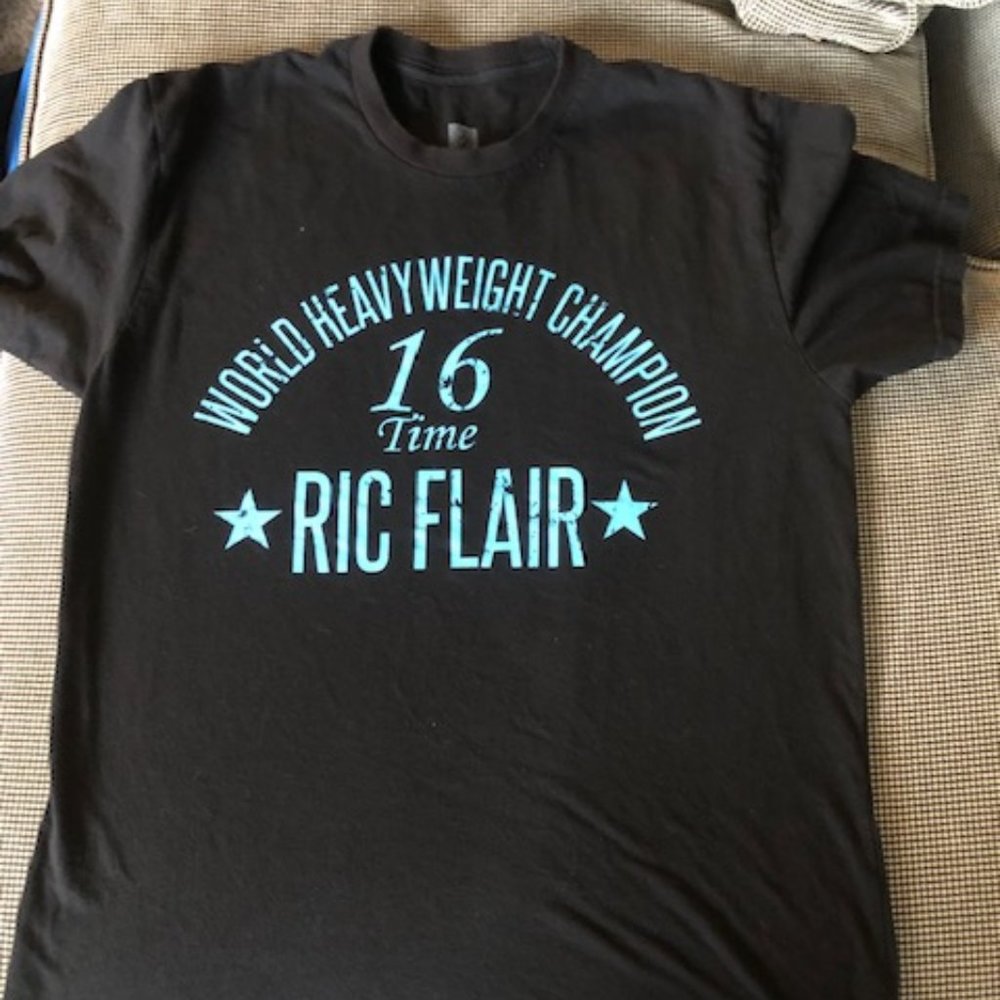 WORLD HEAVYWEIGHT CHAMPION
16
Time
RIC FLAIR